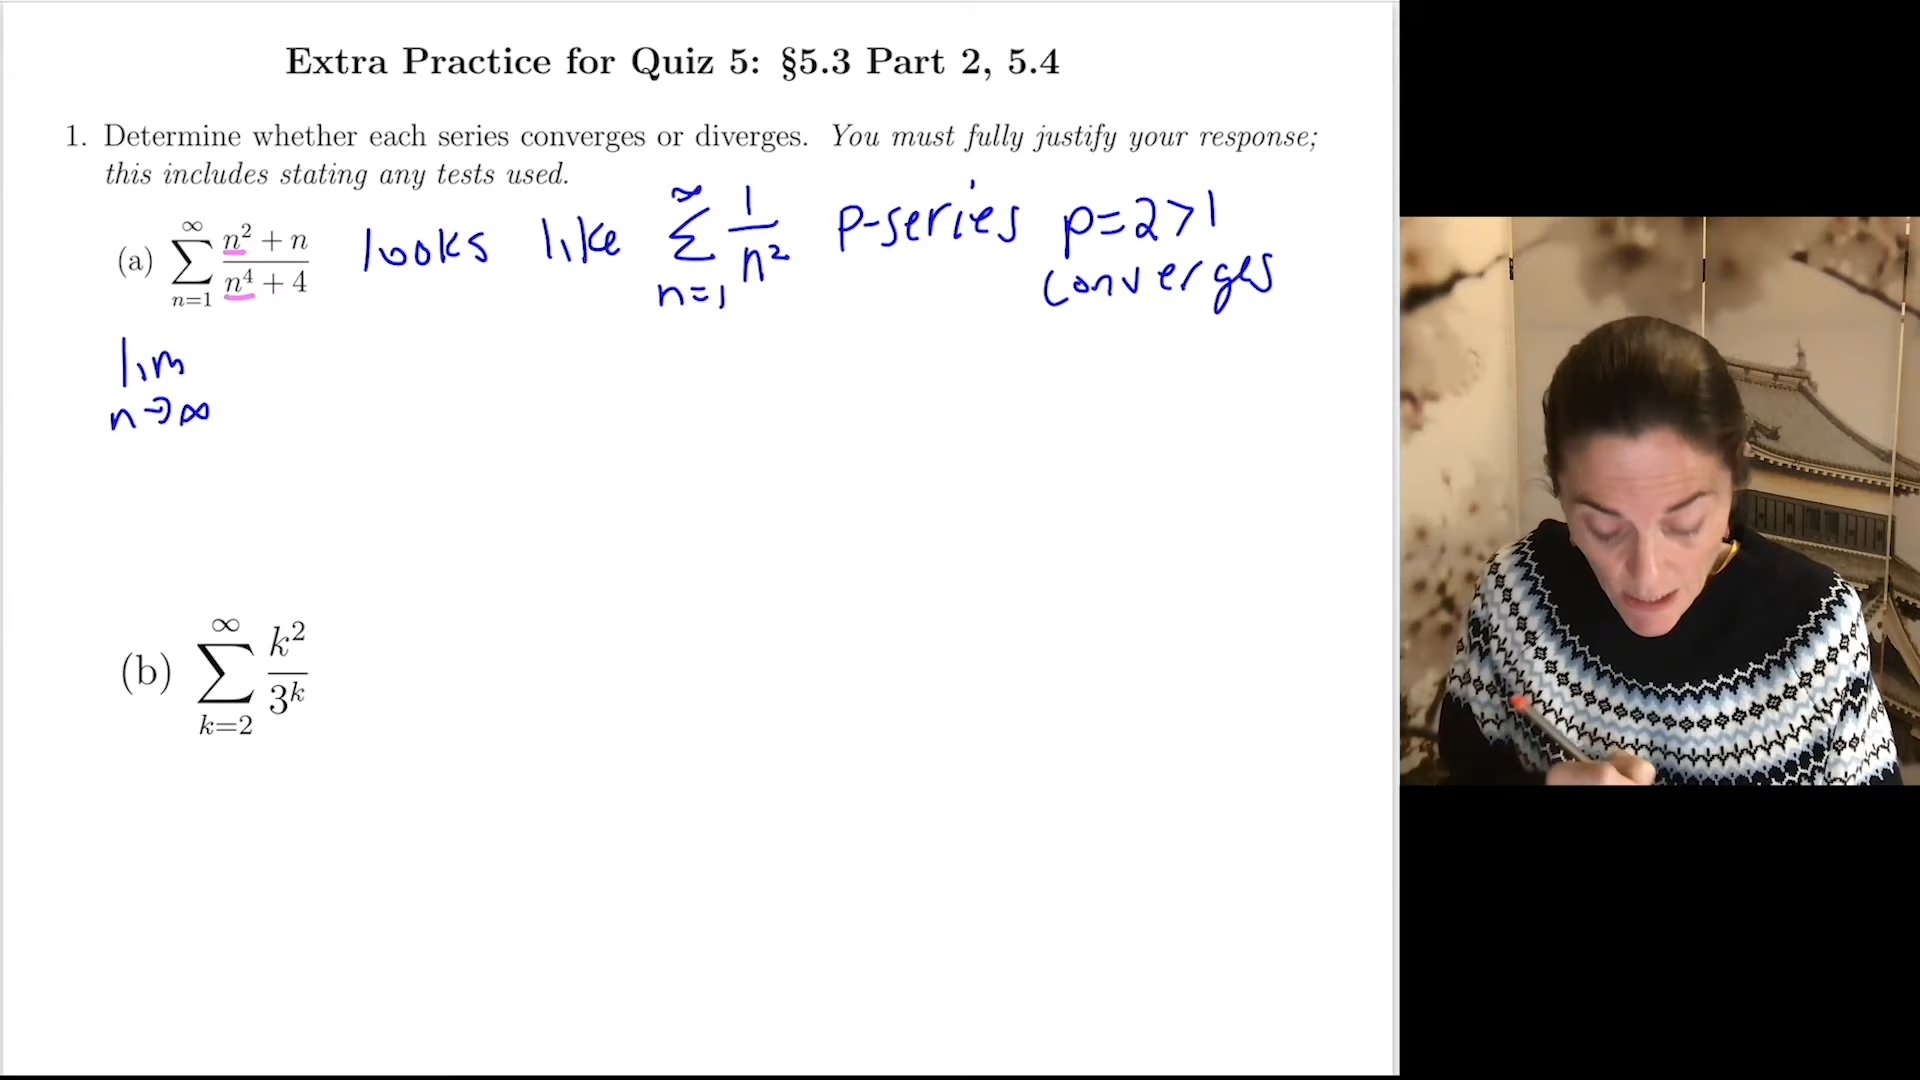 Extra Practice for Quiz 5: §5.3 Part 2, 5.4
1. Determine whether each series converges or diverges. You must fully justify your response;
this includes stating any tests used.
(a) ∑_{n=1}^{∞} (n² + n)/(n⁴ + 4) looks like ∑_{n=1}^{∞} 1/n² p-series p=2>1
converges
lim
n→∞
(b) ∑_{k=2}^{∞} k²/3ᵏ